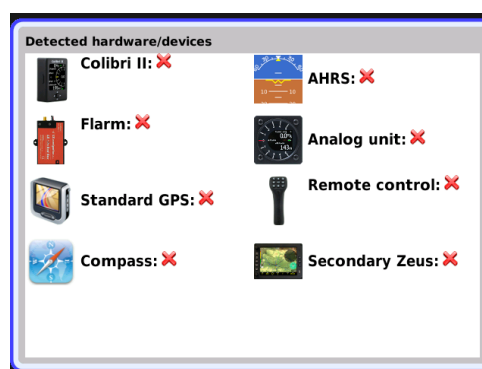 Detected hardware/devices
Colibri II:
AHRS:
Flarm:
Analog unit:
Standard GPS:
Remote control:
Compass:
Secondary Zeus: